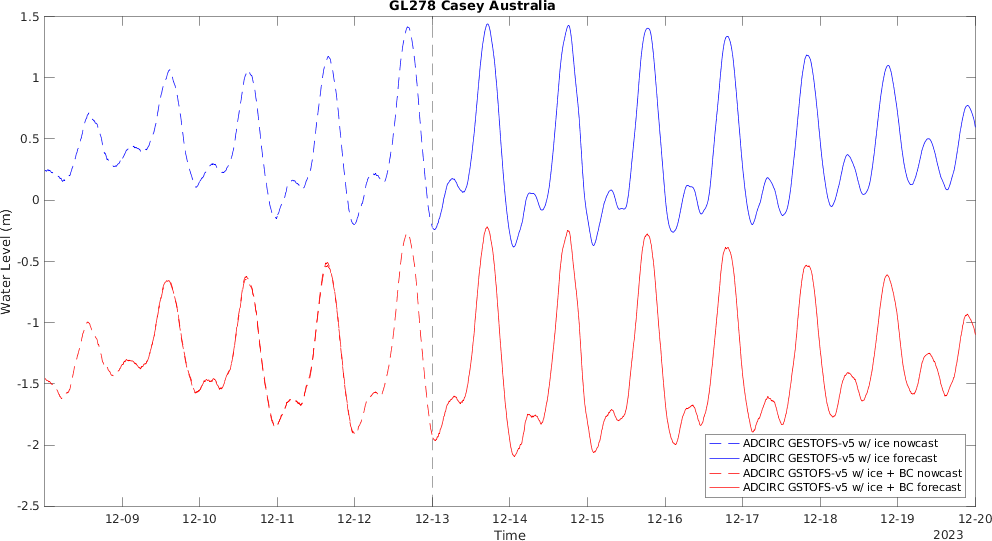 GL278 Casey Australia
1.5
1
0.5
0
-0.5
-1
-1.5
-2
-2.5
Water Level (m)
12-09 12-10 12-11 12-12 12-13 12-14 12-15 12-16 12-17 12-18 12-19 12-20
Time
2023
ADCIRC GESTOFS-v5 w/ ice nowcast
ADCIRC GESTOFS-v5 w/ ice forecast
ADCIRC GSTOFS-v5 w/ ice + BC nowcast
ADCIRC GSTOFS-v5 w/ ice + BC forecast